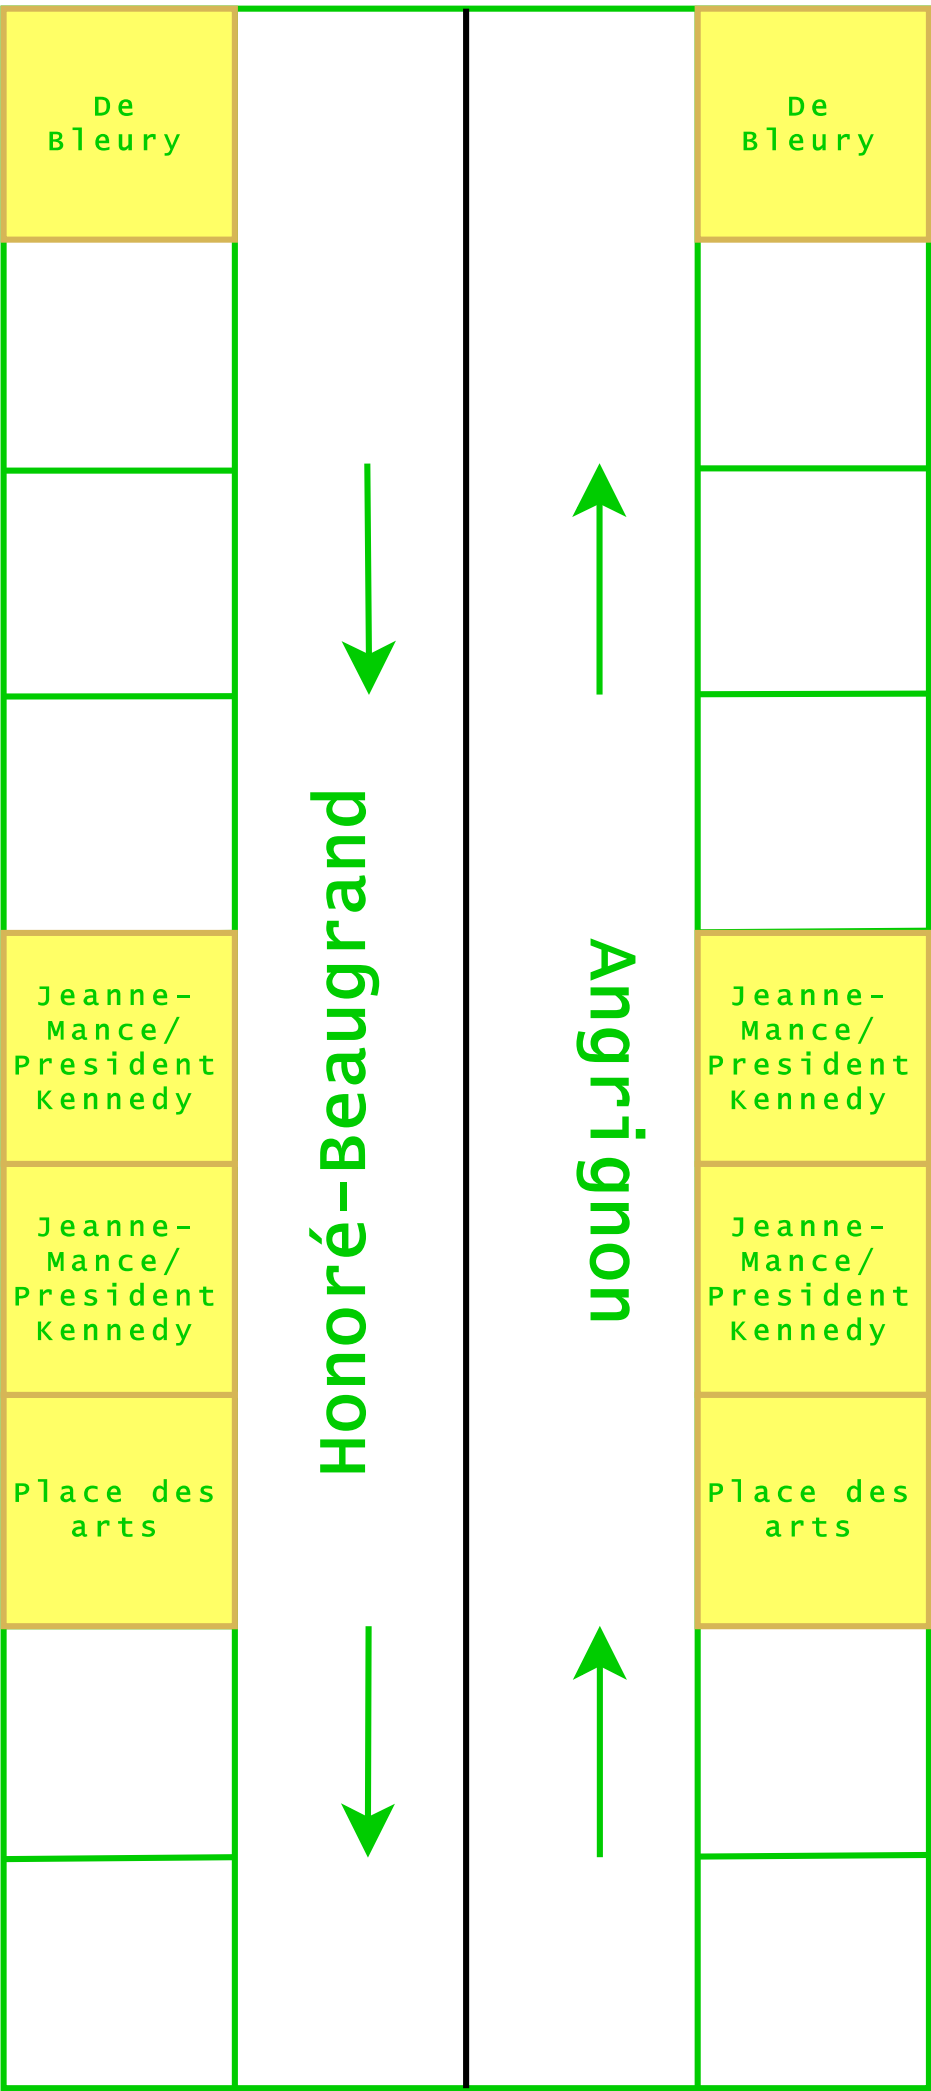 De
Bleury
De
Bleury
Honoré-Beaugrand
Angrignon
Jeanne-
Mance/
President
Kennedy
Jeanne-
Mance/
President
Kennedy
Jeanne-
Mance/
President
Kennedy
Jeanne-
Mance/
President
Kennedy
Place des
arts
Place des
arts